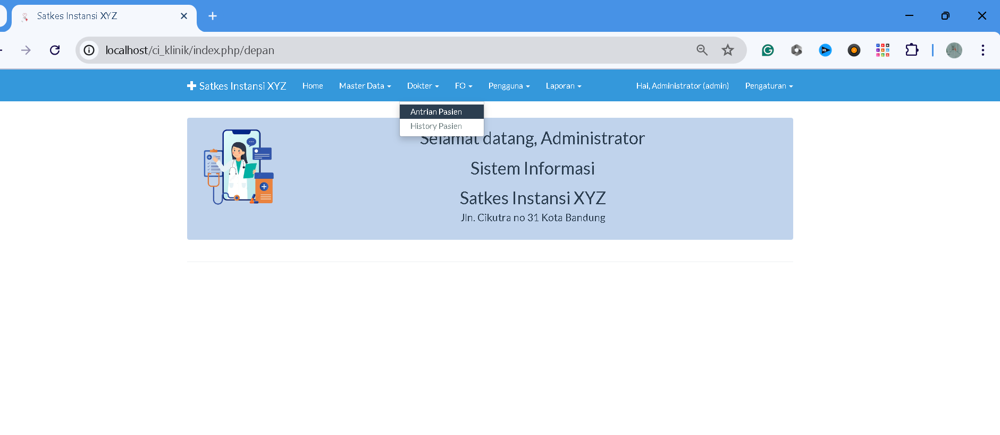 Satkes Instansi XYZ
localhost/ci_klinik/index.php/depan
Satkes Instansi XYZ Home Master Data Dokter FO Pengguna Laporan Hai, Administrator (admin) Pengaturan
Antrian Pasien
History Pasien
Selamat datang, Administrator
Sistem Informasi
Satkes Instansi XYZ
Jln. Cikutra no 31 Kota Bandung